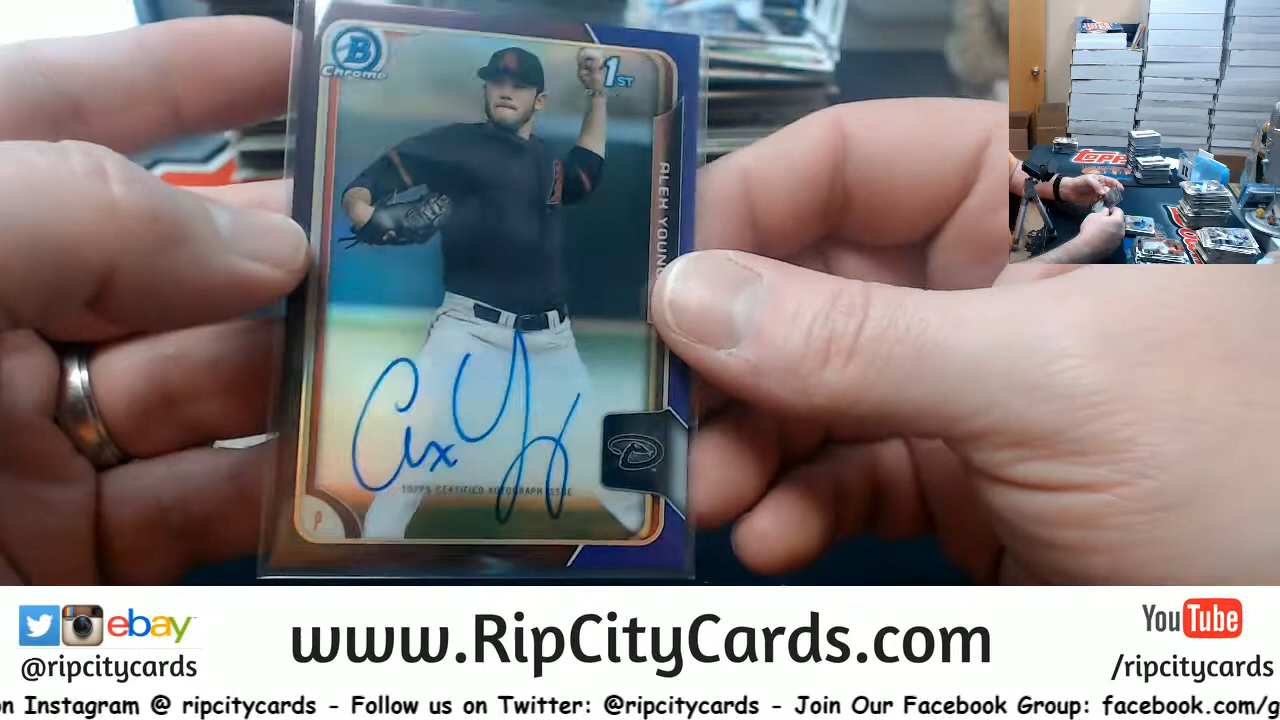 B
Chrome
1ST
ALEX YOUNG
TOPPS CERTIFIED AUTOGRAPH ISSUE
P
TOPPS
ebay
@ripcitycards
www.RipCityCards.com
YouTube
/ripcitycards
on Instagram @ ripcitycards - Follow us on Twitter: @ripcitycards - Join Our Facebook Group: facebook.com/g